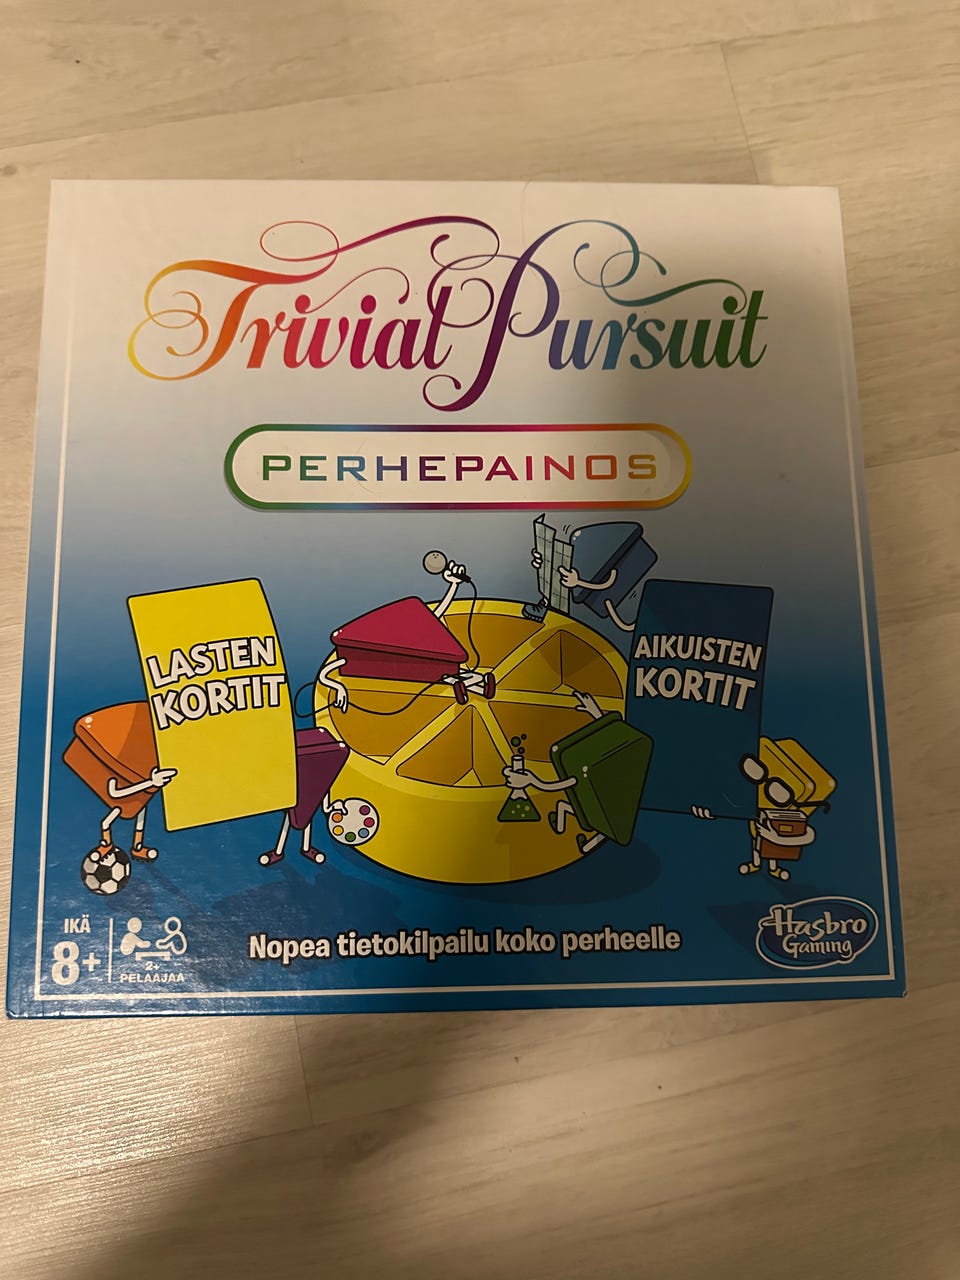 Trivial Pursuit
PERHEPAINOS
LASTEN
KORTIT
AIKUISTEN
KORTIT
IKÄ
8+
2+
PELAAJAA
Nopea tietokilpailu koko perheelle
Hasbro
Gaming